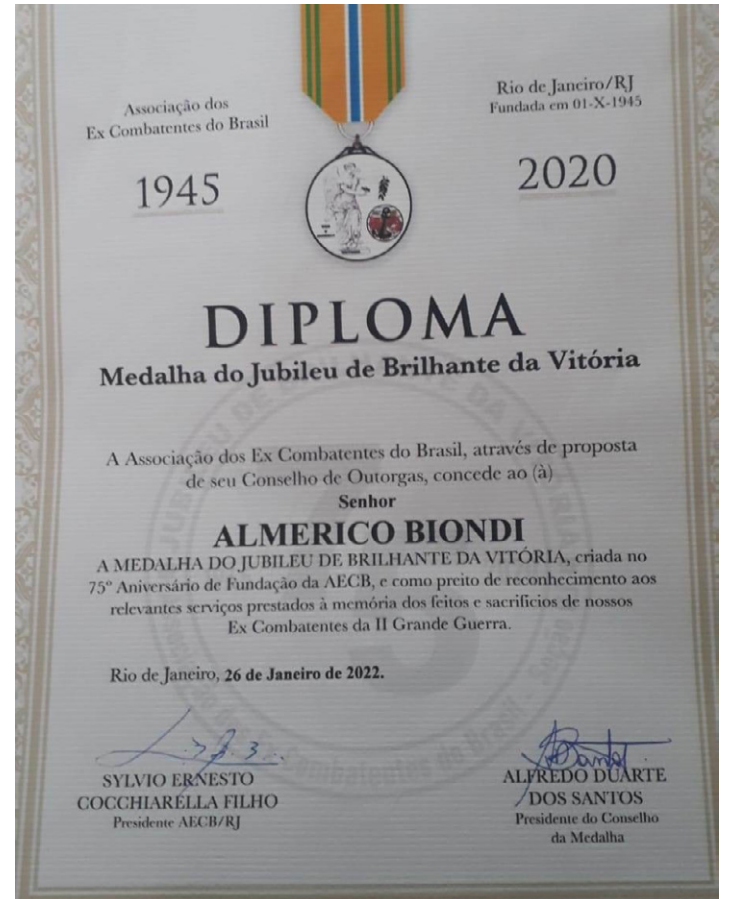 Associação dos
Ex Combatentes do Brasil
1945
Rio de Janeiro/RJ
Fundada em 01-X-1945
2020
DIPLOMA
Medalha do Jubileu de Brilhante da Vitória
A Associação dos Ex Combatentes do Brasil, através de proposta
de seu Conselho de Outorgas, concede ao (à)
Senhor
ALMERICO BIONDI
A MEDALHA DO JUBILEU DE BRILHANTE DA VITÓRIA, criada no
75º Aniversário de Fundação da AECB, e como preito de reconhecimento aos
relevantes serviços prestados à memória dos feitos e sacrifícios de nossos
Ex Combatentes da II Grande Guerra.
Rio de Janeiro, 26 de Janeiro de 2022.
SYLVIO ERNESTO
COCCHIARELLA FILHO
Presidente AECB/RJ
ALFREDO DUARTE
DOS SANTOS
Presidente do Conselho
da Medalha